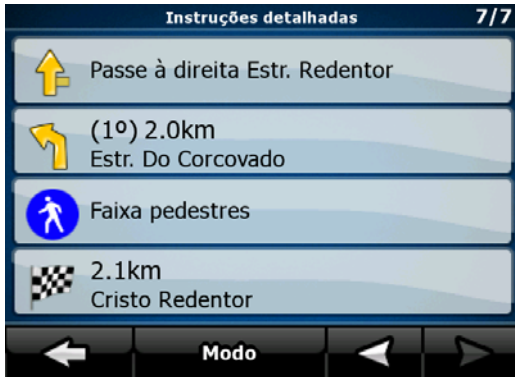 Instruções detalhadas 7/7
Passe à direita Estr. Redentor
(1º) 2.0km
Estr. Do Corcovado
Faixa pedestres
2.1km
Cristo Redentor
Modo